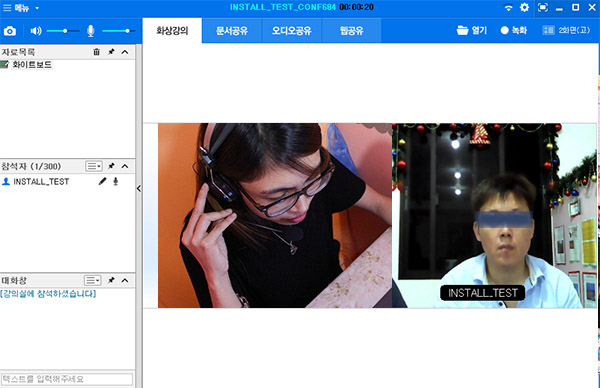 메뉴
INSTALL_TEST_CONF684 00:00:20
화상강의
문서공유
오디오공유
웹공유
열기
녹화
2화면(고)
자료목록
화이트보드
참석자 (1/300)
INSTALL_TEST
대화창
[강의실에 참석하셨습니다]
텍스트를 입력해주세요
INSTALL_TEST